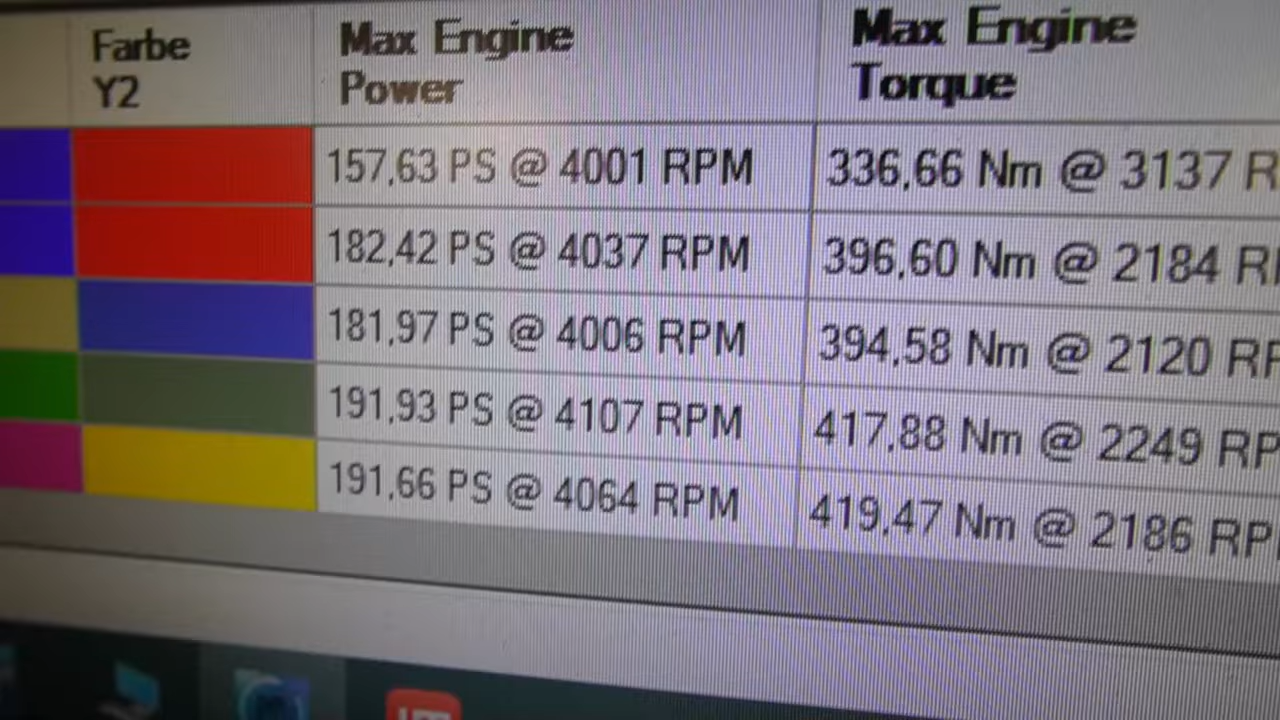 Farbe Y2
Max Engine Power
Max Engine Torque
157,63 PS @ 4001 RPM
336,66 Nm @ 3137
182,42 PS @ 4037 RPM
396,60 Nm @ 2184
181,97 PS @ 4006 RPM
394,58 Nm @ 2120
191,93 PS @ 4107 RPM
417,88 Nm @ 2249
191,66 PS @ 4064 RPM
419,47 Nm @ 2186